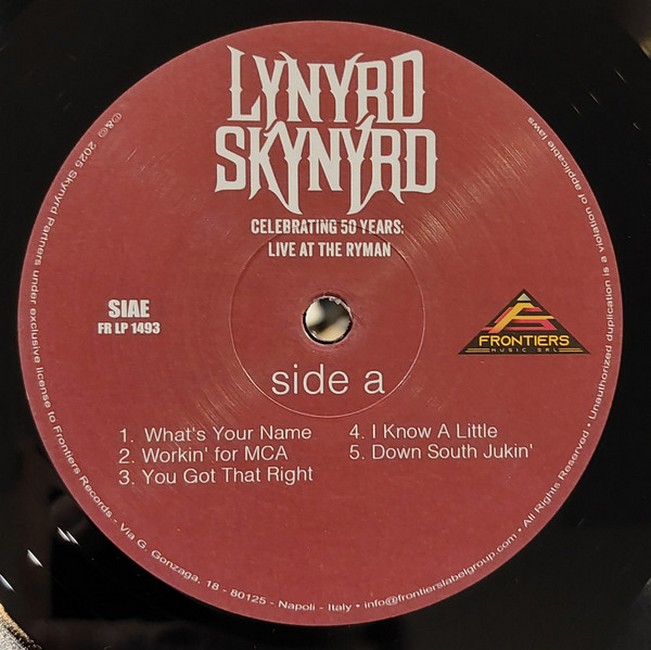 LYNYRD
SKYNYRD
CELEBRATING 50 YEARS:
LIVE AT THE RYMAN
SIAE
FR LP 1493
FRONTIERS
MUSIC SRL
side a
1. What's Your Name
2. Workin' for MCA
3. You Got That Right
4. I Know A Little
5. Down South Jukin'
℗&© 2025 Skynyrd Partners under exclusive license to Frontiers Records - Via G. Gonzaga, 18 - 80125 - Napoli - Italy • info@frontierslabelgroup.com • All Rights Reserved • Unauthorized duplication is a violation of applicable laws